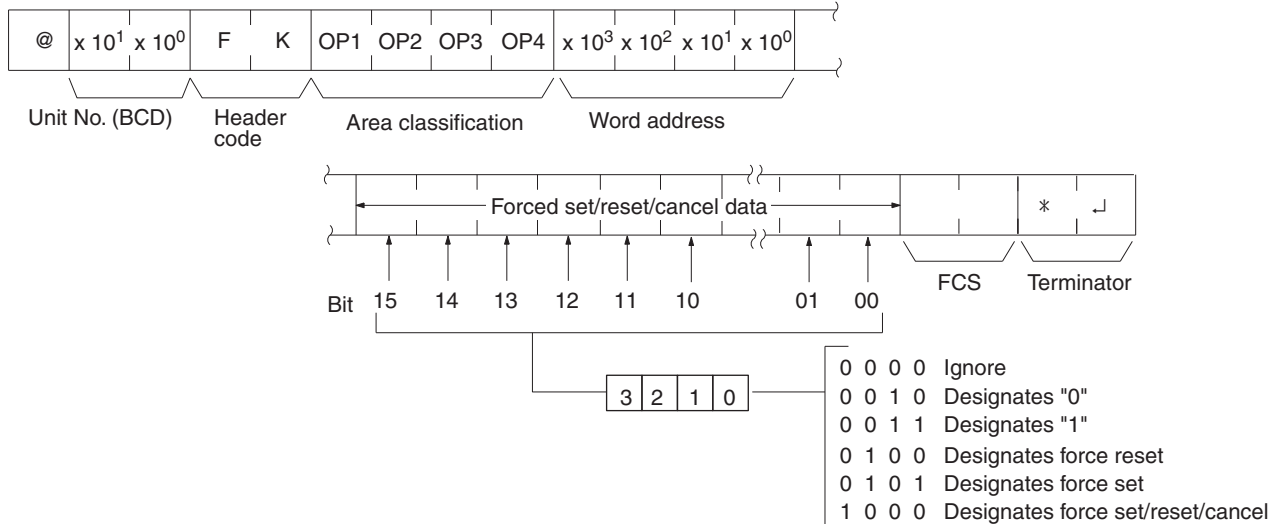 @ x 10¹ x 10⁰ F K OP1 OP2 OP3 OP4 x 10³ x 10² x 10¹ x 10⁰
Unit No. (BCD) Header code Area classification Word address
Forced set/reset/cancel data * ↵
FCS Terminator
Bit 15 14 13 12 11 10 01 00
3 2 1 0
0 0 0 0 Ignore
0 0 1 0 Designates "0"
0 0 1 1 Designates "1"
0 1 0 0 Designates force reset
0 1 0 1 Designates force set
1 0 0 0 Designates force set/reset/cancel